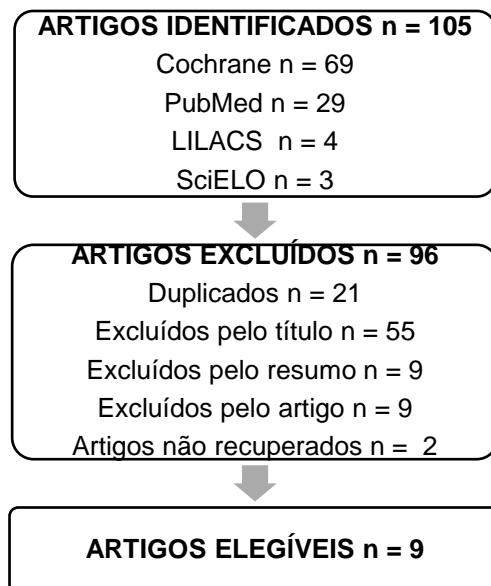 ARTIGOS IDENTIFICADOS n = 105
Cochrane n = 69
PubMed n = 29
LILACS n = 4
SciELO n = 3
ARTIGOS EXCLUÍDOS n = 96
Duplicados n = 21
Excluídos pelo título n = 55
Excluídos pelo resumo n = 9
Excluídos pelo artigo n = 9
Artigos não recuperados n = 2
ARTIGOS ELEGÍVEIS n = 9